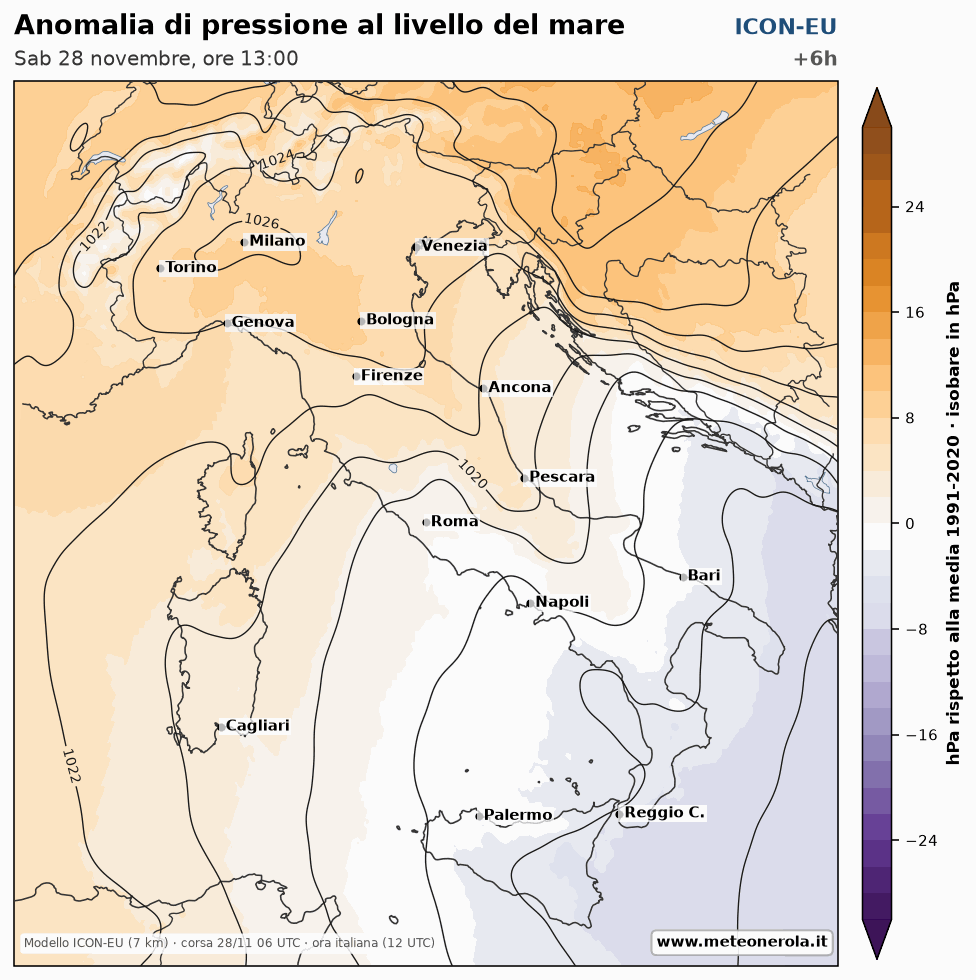 Anomalia di pressione al livello del mare
ICON-EU
Sab 28 novembre, ore 13:00
+6h
1024
1022
1026
Milano
Venezia
Torino
Genova
Bologna
Firenze
Ancona
1020
Pescara
Roma
Bari
Napoli
Cagliari
1022
Palermo
Reggio C.
24
16
8
0
−8
−16
−24
hPa rispetto alla media 1991-2020 · isobare in hPa
Modello ICON-EU (7 km) · corsa 28/11 06 UTC · ora italiana (12 UTC)
www.meteonerola.it